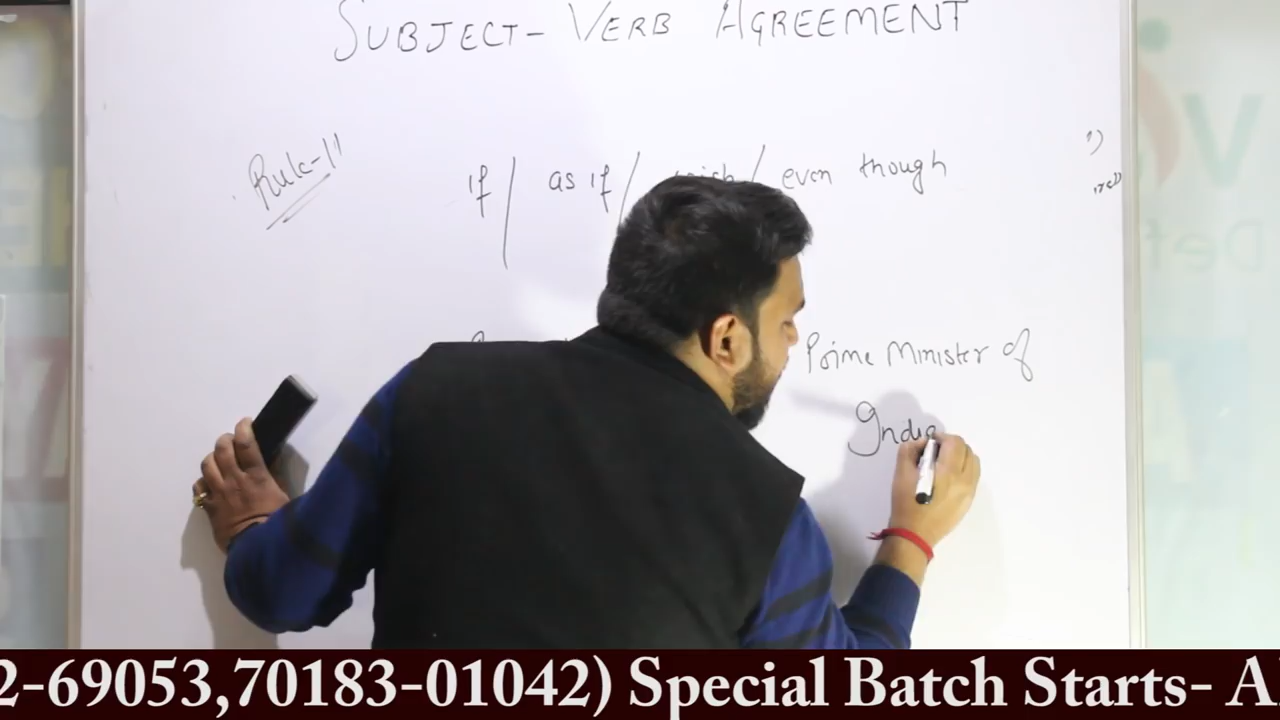 SUBJECT-VERB AGREEMENT
Rule-11
if / as if / wish / even though
Prime Minister of
India
2-69053,70183-01042) Special Batch Starts- A